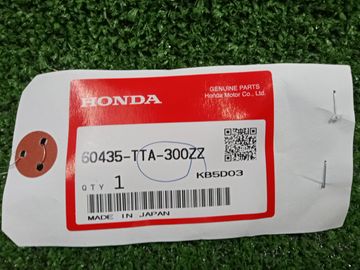 HONDA
GENUINE PARTS
Honda Motor Co., Ltd.
60435-TTA-300ZZ
KB5D03
QTY 1
MADE IN JAPAN